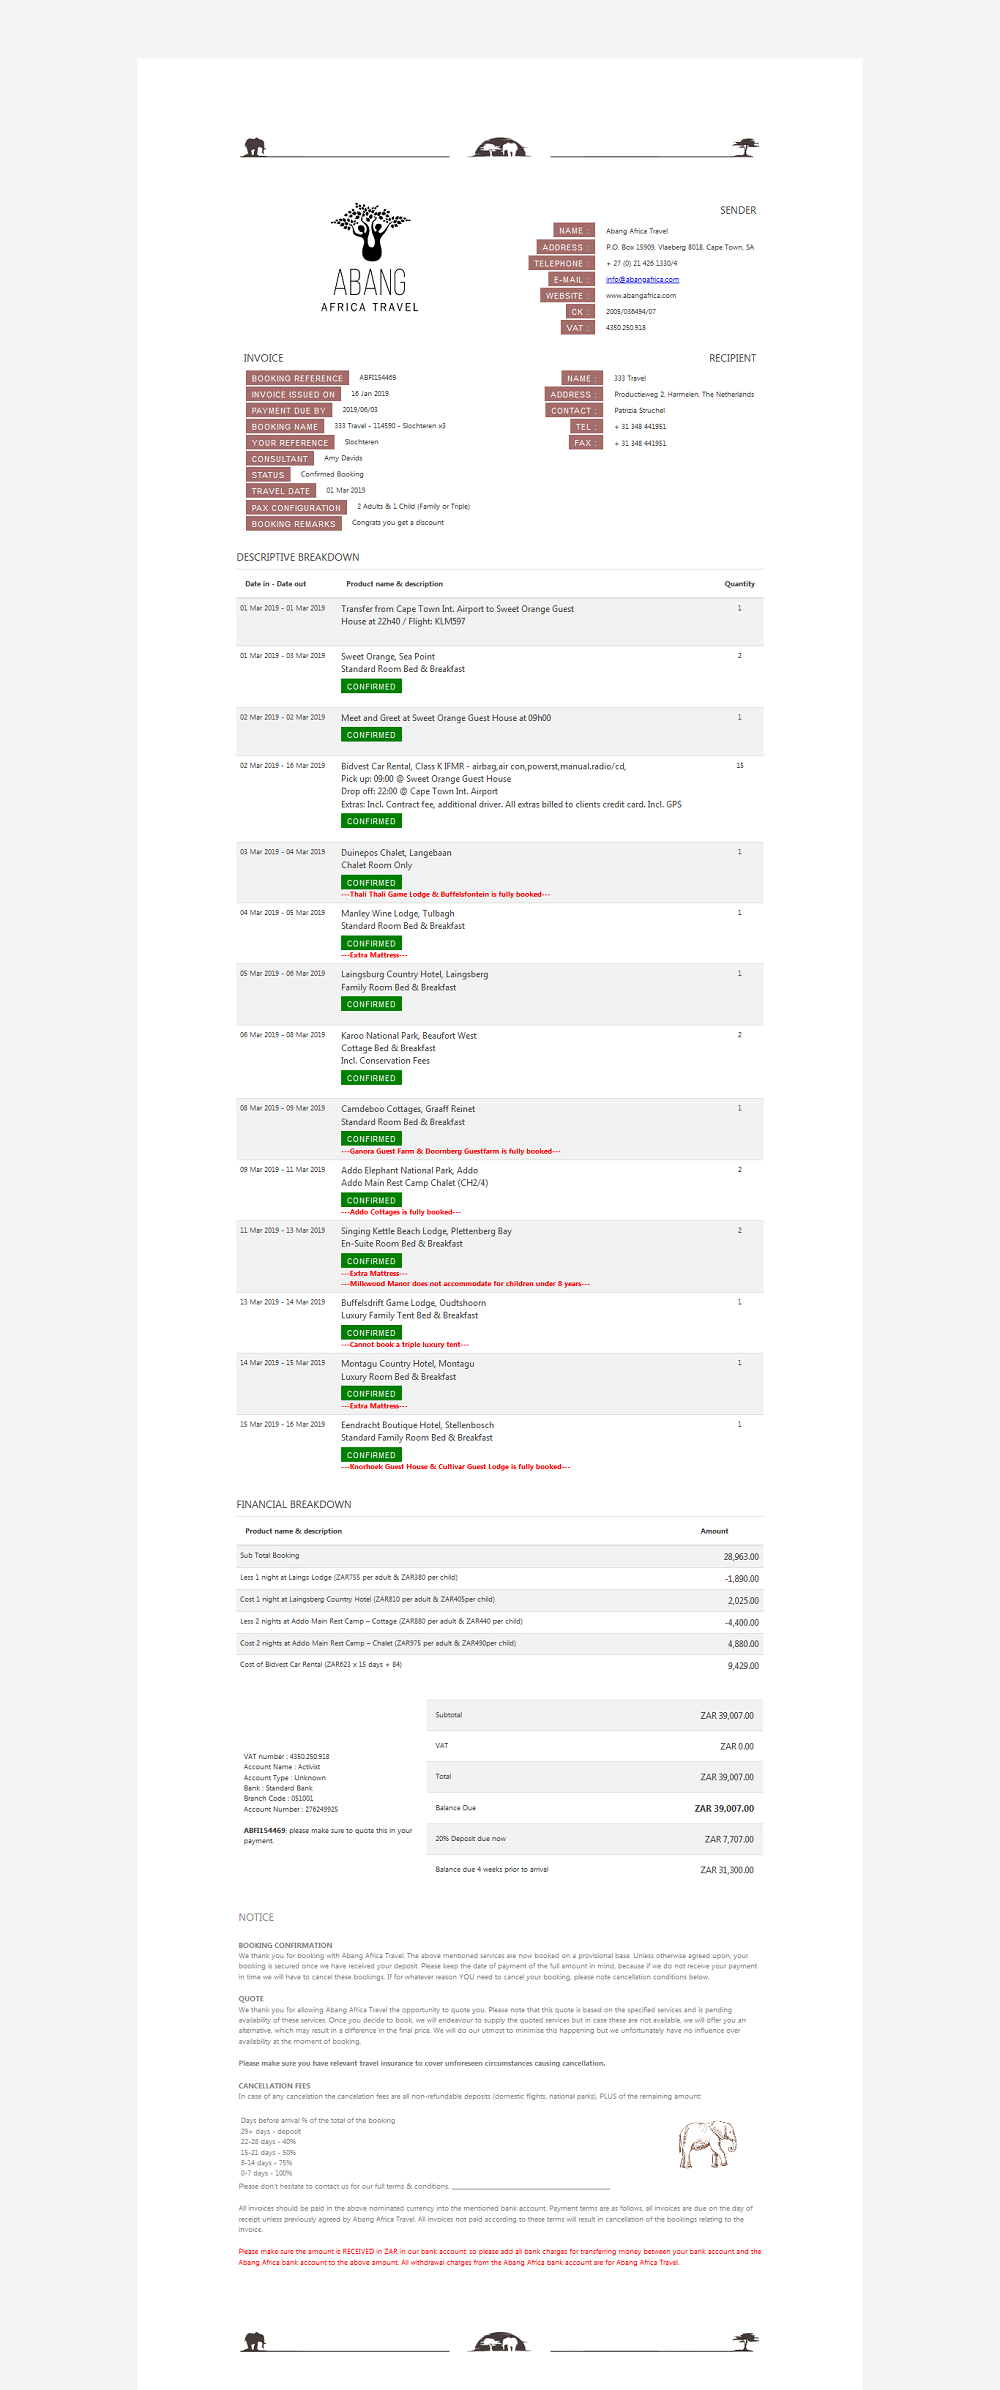 ABANG
AFRICA TRAVEL
SENDER
NAME : Abang Africa Travel
ADDRESS : P.O. Box 15909, Vlaeberg 8018, Cape Town, SA
TELEPHONE : + 27 (0) 21 426 1330/4
E-MAIL : info@abangafrica.com
WEBSITE : www.abangafrica.com
CK : 2005/036494/07
VAT : 4350.250.918
INVOICE
BOOKING REFERENCE ABFI154469
INVOICE ISSUED ON 16 Jan 2019
PAYMENT DUE BY 2019/06/03
BOOKING NAME 333 Travel - 114590 - Slochteren x3
YOUR REFERENCE Slochteren
CONSULTANT Amy Davids
STATUS Confirmed Booking
TRAVEL DATE 01 Mar 2019
PAX CONFIGURATION 2 Adults & 1 Child (Family or Triple)
BOOKING REMARKS Congrats you get a discount
RECIPIENT
NAME : 333 Travel
ADDRESS : Productieweg 2, Harmelen, The Netherlands
CONTACT : Patrizia Struchel
TEL : + 31 348 441951
FAX : + 31 348 441951
DESCRIPTIVE BREAKDOWN
Date in - Date out Product name & description Quantity
01 Mar 2019 - 01 Mar 2019 Transfer from Cape Town Int. Airport to Sweet Orange Guest 1
House at 22h40 / Flight: KLM597
01 Mar 2019 - 03 Mar 2019 Sweet Orange, Sea Point 2
Standard Room Bed & Breakfast
CONFIRMED
02 Mar 2019 - 02 Mar 2019 Meet and Greet at Sweet Orange Guest House at 09h00 1
CONFIRMED
02 Mar 2019 - 16 Mar 2019 Bidvest Car Rental, Class K IFMR - airbag,air con,powerst,manual.radio/cd, 15
Pick up: 09:00 @ Sweet Orange Guest House
Drop off: 22:00 @ Cape Town Int. Airport
Extras: Incl. Contract fee, additional driver. All extras billed to clients credit card. Incl. GPS
CONFIRMED
03 Mar 2019 - 04 Mar 2019 Duinepos Chalet, Langebaan 1
Chalet Room Only
CONFIRMED
---Thali Thali Game Lodge & Buffelsfontein is fully booked---
04 Mar 2019 - 05 Mar 2019 Manley Wine Lodge, Tulbagh 1
Standard Room Bed & Breakfast
CONFIRMED
---Extra Mattress---
05 Mar 2019 - 06 Mar 2019 Laingsburg Country Hotel, Laingsberg 1
Family Room Bed & Breakfast
CONFIRMED
06 Mar 2019 - 08 Mar 2019 Karoo National Park, Beaufort West 2
Cottage Bed & Breakfast
Incl. Conservation Fees
CONFIRMED
08 Mar 2019 - 09 Mar 2019 Camdeboo Cottages, Graaff Reinet 1
Standard Room Bed & Breakfast
CONFIRMED
---Ganora Guest Farm & Doornberg Guestfarm is fully booked---
09 Mar 2019 - 11 Mar 2019 Addo Elephant National Park, Addo 2
Addo Main Rest Camp Chalet (CH2/4)
CONFIRMED
---Addo Cottages is fully booked---
11 Mar 2019 - 13 Mar 2019 Singing Kettle Beach Lodge, Plettenberg Bay 2
En-Suite Room Bed & Breakfast
CONFIRMED
---Extra Mattress---
---Milkwood Manor does not accommodate for children under 8 years---
13 Mar 2019 - 14 Mar 2019 Buffelsdrift Game Lodge, Oudtshoorn 1
Luxury Family Tent Bed & Breakfast
CONFIRMED
---Cannot book a triple luxury tent---
14 Mar 2019 - 15 Mar 2019 Montagu Country Hotel, Montagu 1
Luxury Room Bed & Breakfast
CONFIRMED
---Extra Mattress---
15 Mar 2019 - 16 Mar 2019 Eendracht Boutique Hotel, Stellenbosch 1
Standard Family Room Bed & Breakfast
CONFIRMED
---Knorhoek Guest House & Cultivar Guest Lodge is fully booked---
FINANCIAL BREAKDOWN
Product name & description Amount
Sub Total Booking 28,963.00
Less 1 night at Laings Lodge (ZAR755 per adult & ZAR380 per child) -1,890.00
Cost 1 night at Laingsberg Country Hotel (ZAR810 per adult & ZAR405per child) 2,025.00
Less 2 nights at Addo Main Rest Camp – Cottage (ZAR880 per adult & ZAR440 per child) -4,400.00
Cost 2 nights at Addo Main Rest Camp – Chalet (ZAR975 per adult & ZAR490per child) 4,880.00
Cost of Bidvest Car Rental (ZAR623 x 15 days + 84) 9,429.00
Subtotal ZAR 39,007.00
VAT ZAR 0.00
Total ZAR 39,007.00
Balance Due ZAR 39,007.00
20% Deposit due now ZAR 7,707.00
Balance due 4 weeks prior to arrival ZAR 31,300.00
VAT number : 4350.250.918
Account Name : Activist
Account Type : Unknown
Bank : Standard Bank
Branch Code : 051001
Account Number : 276249925
ABFI154469, please make sure to quote this in your
payment.
NOTICE
BOOKING CONFIRMATION
We thank you for booking with Abang Africa Travel. The above mentioned services are now booked on a provisional base. Unless otherwise agreed upon, your
booking is secured once we have received your deposit. Please keep the date of payment of the full amount in mind, because if we do not receive your payment
in time we will have to cancel these bookings. If for whatever reason YOU need to cancel your booking, please note cancellation conditions below.
QUOTE
We thank you for allowing Abang Africa Travel the opportunity to quote you. Please note that this quote is based on the specified services and is pending
availability of these services. Once you decide to book, we will endeavour to supply the quoted services but in case these are not available, we will offer you an
alternative, which may result in a difference in the final price. We will do our utmost to minimise this happening but we unfortunately have no influence over
availability at the moment of booking.
Please make sure you have relevant travel insurance to cover unforeseen circumstances causing cancellation.
CANCELLATION FEES
In case of any cancelation the cancelation fees are all non-refundable deposits (domestic flights, national parks), PLUS of the remaining amount:
Days before arrival % of the total of the booking
29+ days - deposit
22-28 days - 40%
15-21 days - 50%
8-14 days - 75%
0-7 days - 100%
Please don't hesitate to contact us for our full terms & conditions.
All invoices should be paid in the above nominated currency into the mentioned bank account. Payment terms are as follows, all invoices are due on the day of
receipt unless previously agreed by Abang Africa Travel. All invoices not paid according to these terms will result in cancellation of the bookings relating to the
invoice.
Please make sure the amount is RECEIVED in ZAR in our bank account: so please add all bank charges for transferring money between your bank account and the
Abang Africa bank account to the above amount. All withdrawal charges from the Abang Africa bank account are for Abang Africa Travel.